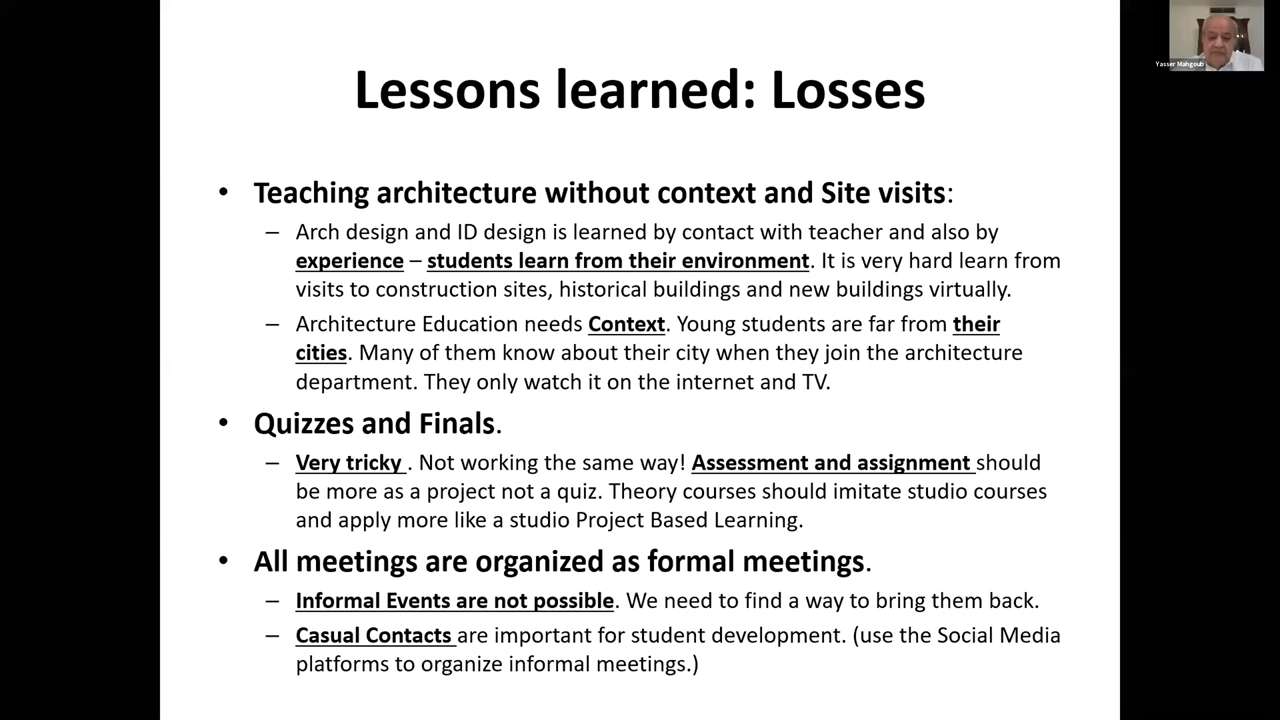 Yasser Mahgoub
Lessons learned: Losses
• Teaching architecture without context and Site visits:
– Arch design and ID design is learned by contact with teacher and also by
experience – students learn from their environment. It is very hard learn from
visits to construction sites, historical buildings and new buildings virtually.
– Architecture Education needs Context. Young students are far from their
cities. Many of them know about their city when they join the architecture
department. They only watch it on the internet and TV.
• Quizzes and Finals.
– Very tricky . Not working the same way! Assessment and assignment should
be more as a project not a quiz. Theory courses should imitate studio courses
and apply more like a studio Project Based Learning.
• All meetings are organized as formal meetings.
– Informal Events are not possible. We need to find a way to bring them back.
– Casual Contacts are important for student development. (use the Social Media
platforms to organize informal meetings.)